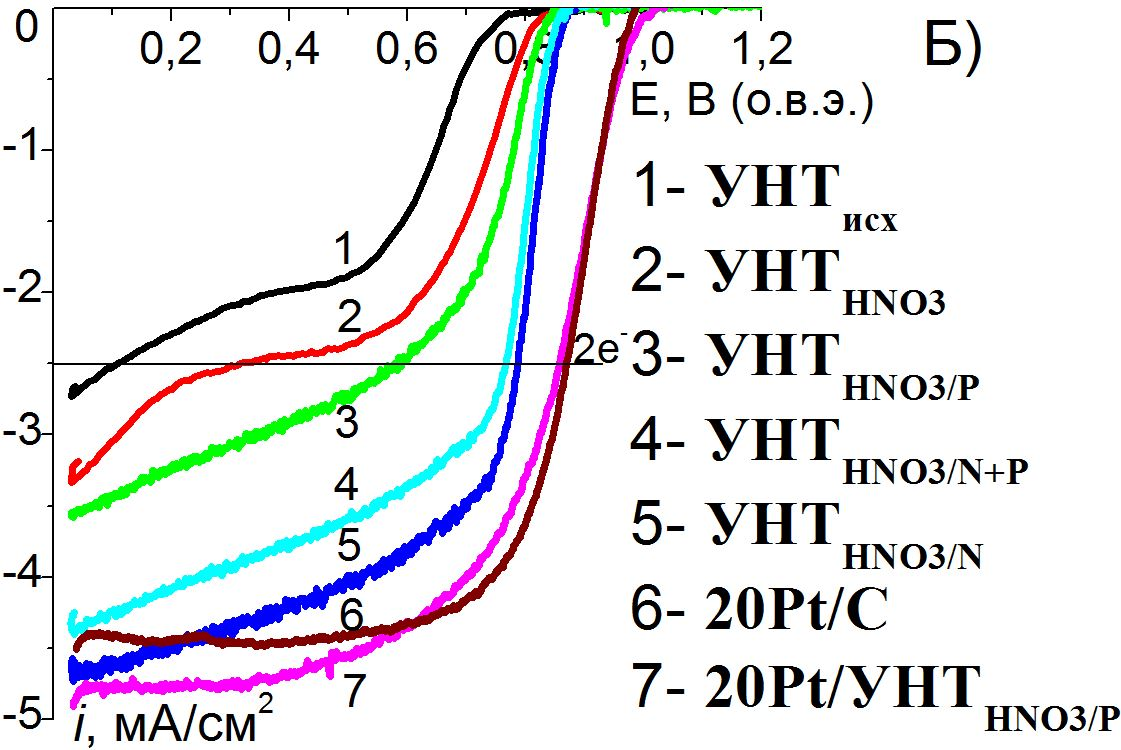 0
0,2 0,4 0,6 0,8 1,0 1,2
Б)
E, В (о.в.э.)
-1
-2
-3
-4
-5
1
2
3
4
5
6
7
2e-
1- УНТисх
2- УНТHNO3
3- УНТHNO3/P
4- УНТHNO3/N+P
5- УНТHNO3/N
6- 20Pt/C
7- 20Pt/УНТHNO3/P
i, мА/см2